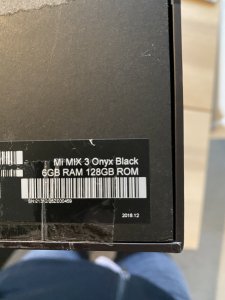 Mi MIX 3 Onyx Black
6GB RAM 128GB ROM
2018.12